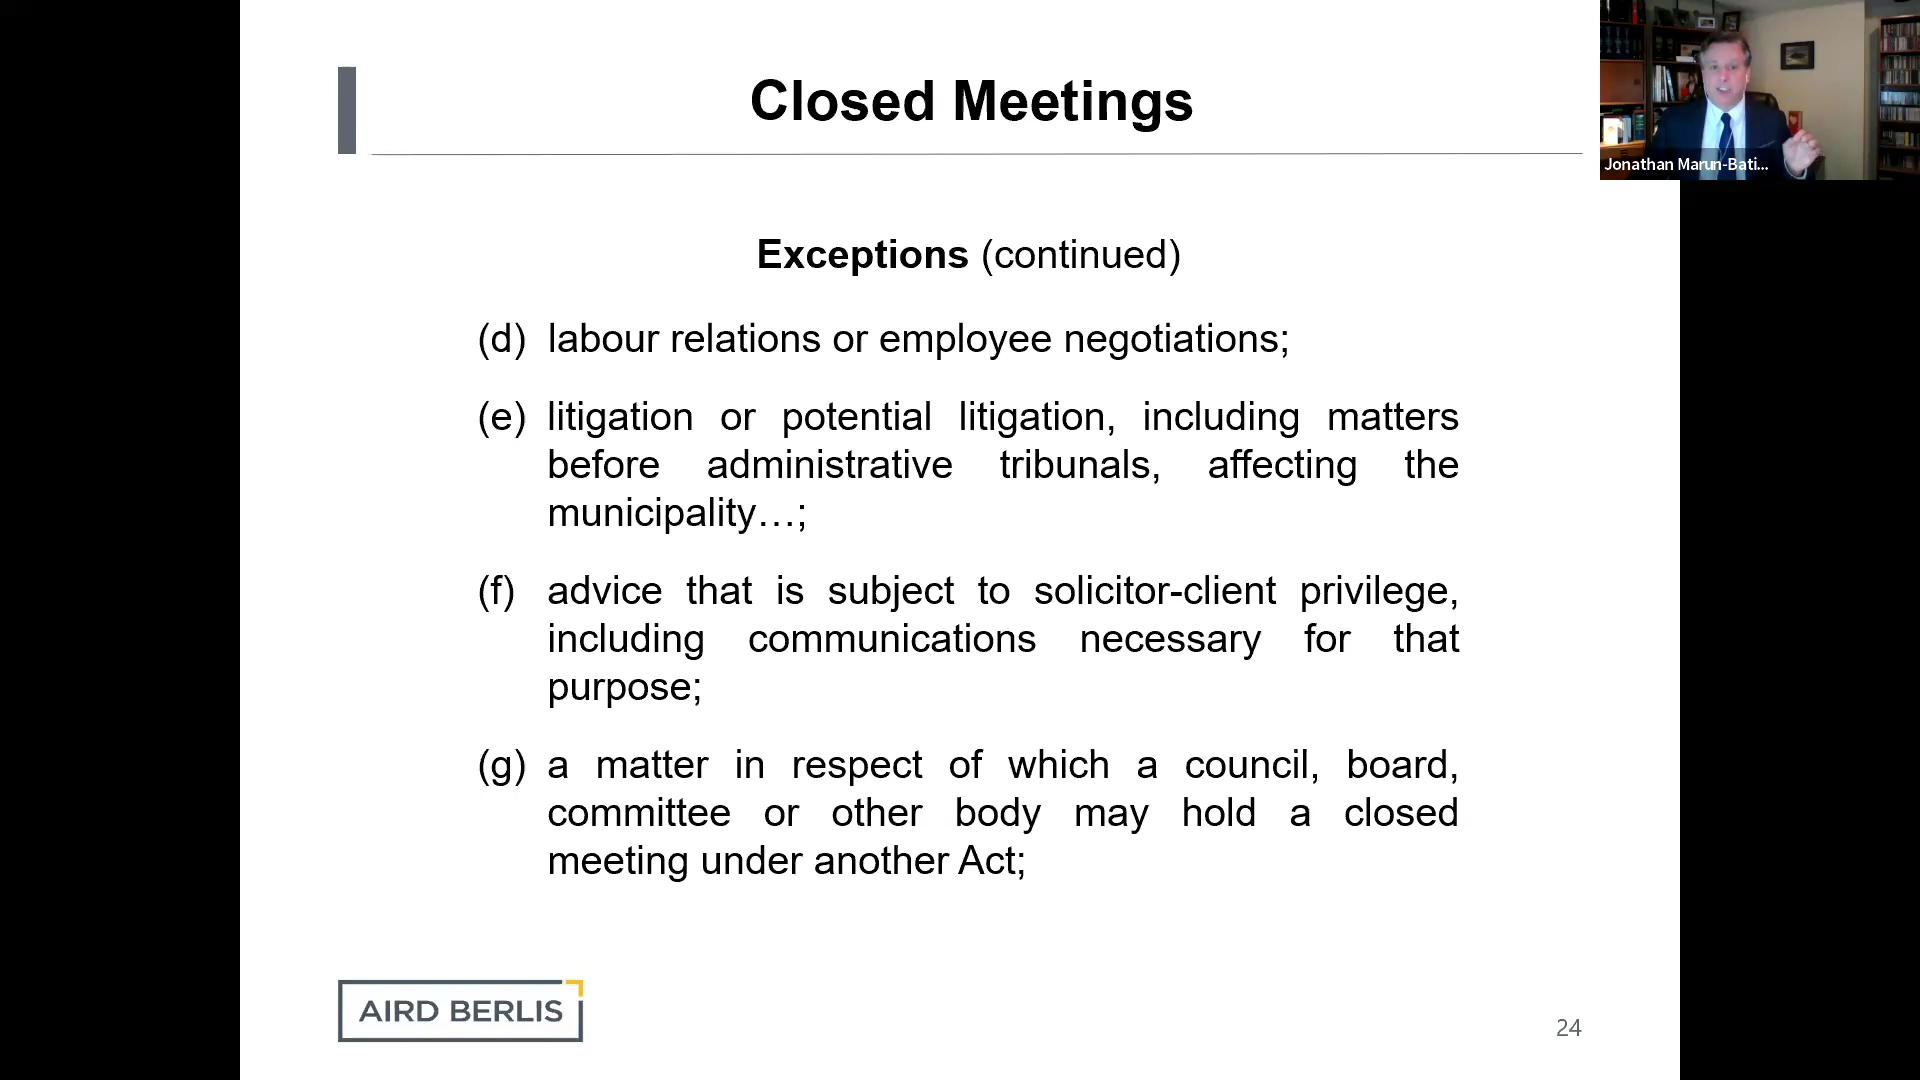 Closed Meetings
Jonathan Marun-Bati...
Exceptions (continued)
(d) labour relations or employee negotiations;
(e) litigation or potential litigation, including matters
before administrative tribunals, affecting the
municipality…;
(f) advice that is subject to solicitor-client privilege,
including communications necessary for that
purpose;
(g) a matter in respect of which a council, board,
committee or other body may hold a closed
meeting under another Act;
AIRD BERLIS
24